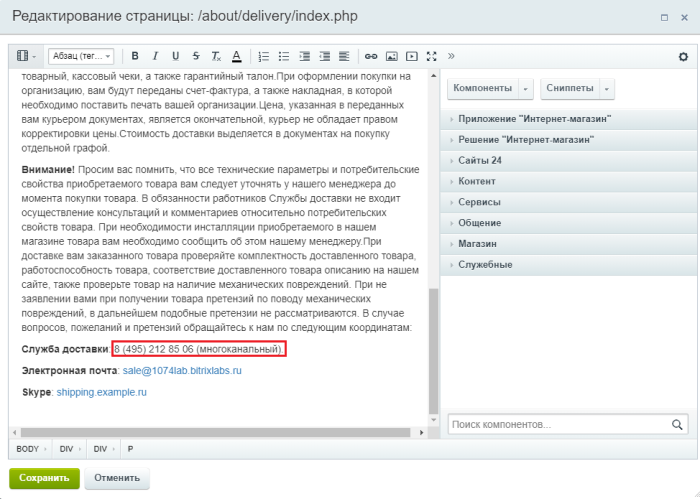 Редактирование страницы: /about/delivery/index.php
Абзац (тег...
B I U S Tx A
товарный, кассовый чеки, а также гарантийный талон.При оформлении покупки на
организацию, вам будут переданы счет-фактура, а также накладная, в которой
необходимо поставить печать вашей организации.Цена, указанная в переданных
вам курьером документах, является окончательной, курьер не обладает правом
корректировки цены.Стоимость доставки выделяется в документах на покупку
отдельной графой.
Внимание! Просим вас помнить, что все технические параметры и потребительские
свойства приобретаемого товара вам следует уточнять у нашего менеджера до
момента покупки товара. В обязанности работников Службы доставки не входит
осуществление консультаций и комментариев относительно потребительских
свойств товара. При необходимости инсталляции приобретаемого в нашем
магазине товара вам необходимо сообщить об этом нашему менеджеру.При
доставке вам заказанного товара проверяйте комплектность доставленного товара,
работоспособность товара, соответствие доставленного товара описанию на нашем
сайте, также проверьте товар на наличие механических повреждений. При не
заявлении вами при получении товара претензий по поводу механических
повреждений, в дальнейшем подобные претензии не рассматриваются. В случае
вопросов, пожеланий и претензий обращайтесь к нам по следующим координатам:
Служба доставки: 8 (495) 212 85 06 (многоканальный).
Электронная почта: sale@1074lab.bitrixlabs.ru
Skype: shipping.example.ru
Компоненты
Сниппеты
Приложение "Интернет-магазин"
Решение "Интернет-магазин"
Сайты 24
Контент
Сервисы
Общение
Магазин
Служебные
Поиск компонентов...
BODY DIV DIV P
Сохранить
Отменить